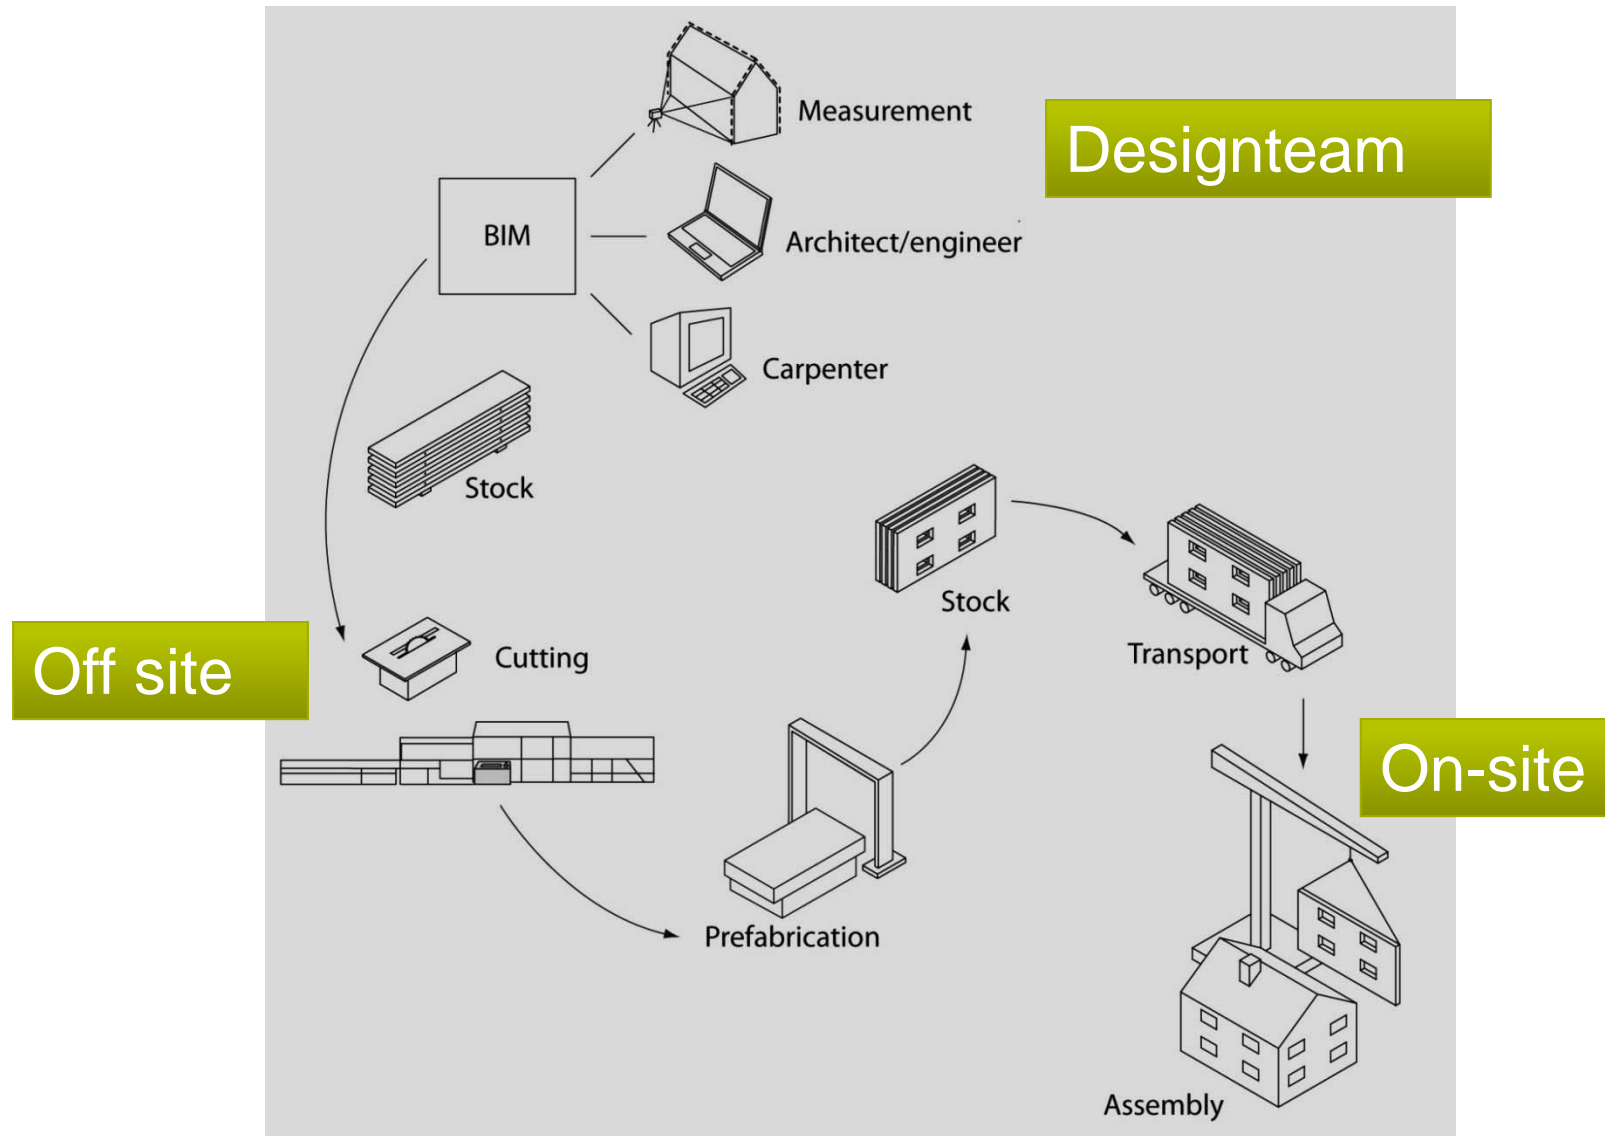 Measurement
Designteam
BIM
Architect/engineer
Carpenter
Stock
Stock
Off site
Cutting
Transport
On-site
Prefabrication
Assembly